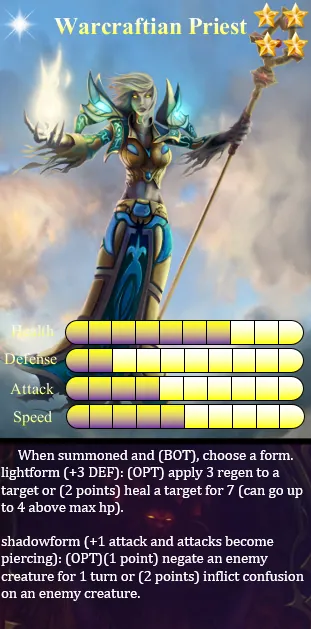 Warcraftian Priest
Health
Defense
Attack
Speed
When summoned and (BOT), choose a form.
lightform (+3 DEF): (OPT) apply 3 regen to a
target or (2 points) heal a target for 7 (can go up
to 4 above max hp).
shadowform (+1 attack and attacks become
piercing): (OPT)(1 point) negate an enemy
creature for 1 turn or (2 points) inflict confusion
on an enemy creature.